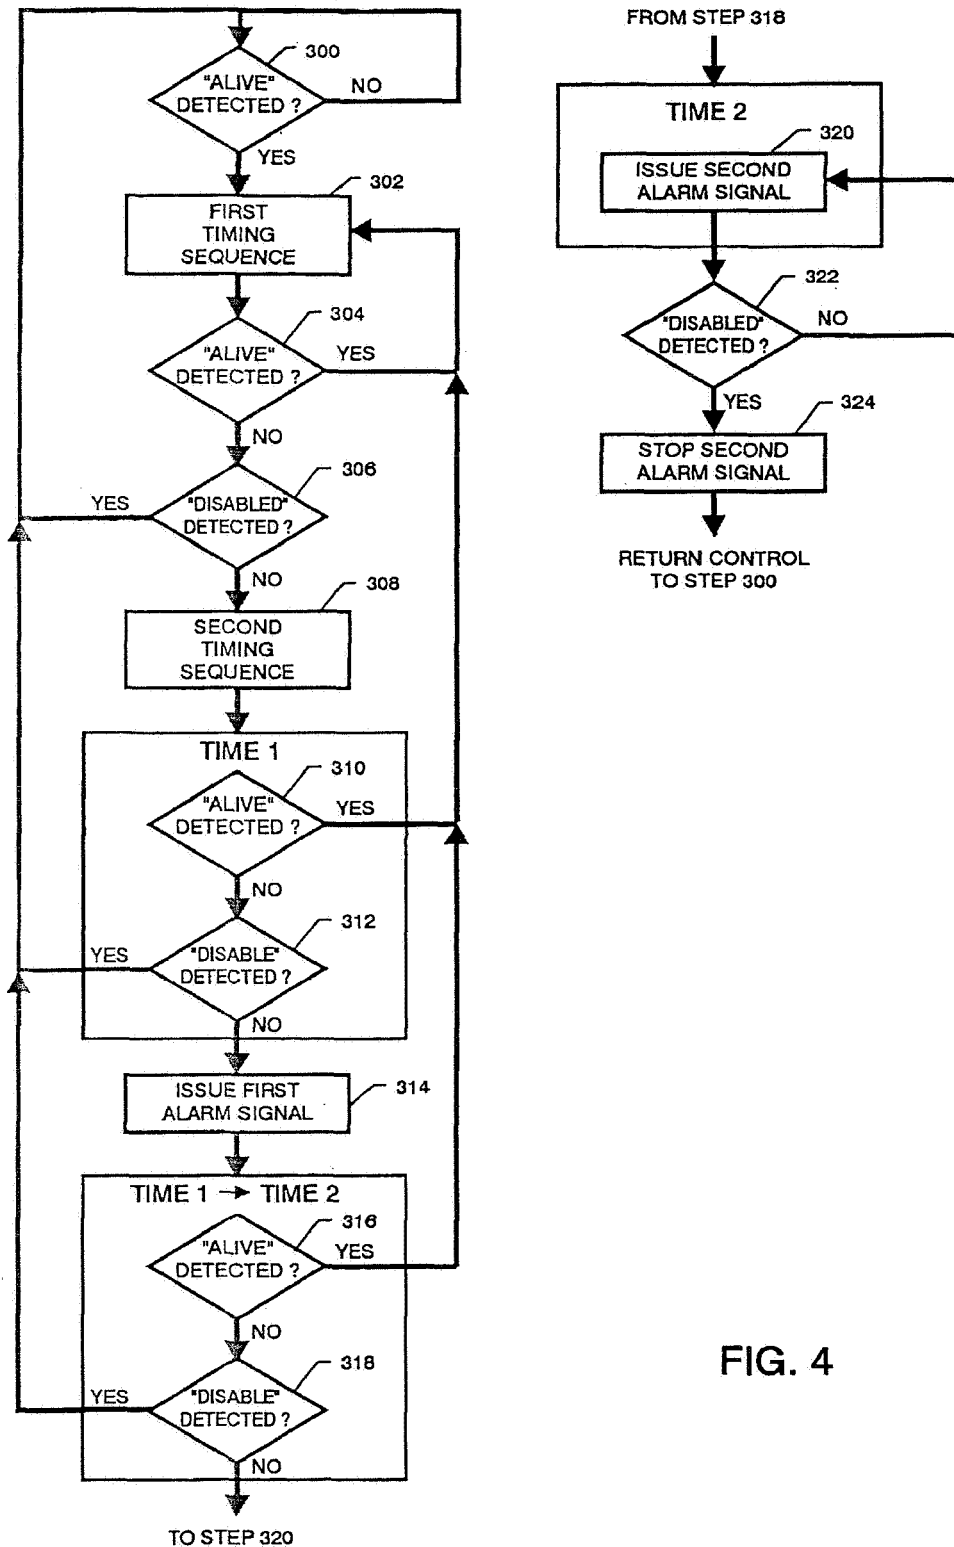 300
"ALIVE"
DETECTED ?
NO
YES
302
FIRST
TIMING
SEQUENCE
304
"ALIVE"
DETECTED ?
YES
NO
306
"DISABLED"
DETECTED ?
YES
NO
308
SECOND
TIMING
SEQUENCE
TIME 1
310
"ALIVE"
DETECTED ?
YES
NO
312
"DISABLE"
DETECTED ?
YES
NO
ISSUE FIRST
ALARM SIGNAL
314
TIME 1 → TIME 2
316
"ALIVE"
DETECTED ?
YES
NO
318
"DISABLE"
DETECTED ?
YES
NO
TO STEP 320
FROM STEP 318
TIME 2
320
ISSUE SECOND
ALARM SIGNAL
322
"DISABLED"
DETECTED ?
NO
YES
324
STOP SECOND
ALARM SIGNAL
RETURN CONTROL
TO STEP 300
FIG. 4